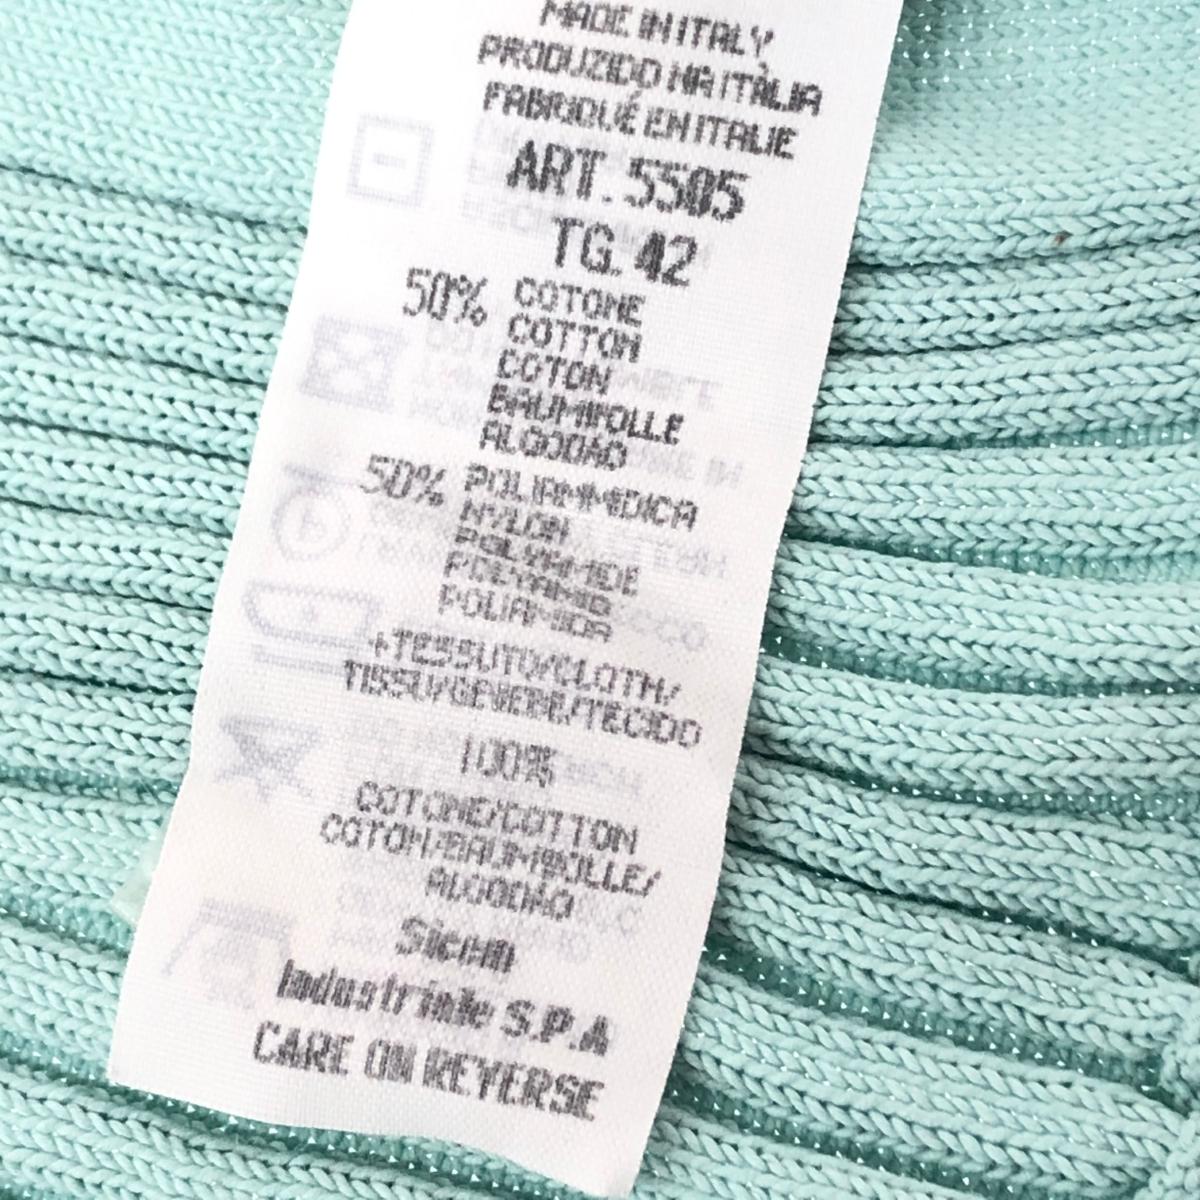 MADE IN ITALY
PRODUZIDO NA ITÀLIA
FABRIQUÉ EN ITALIE
ART. 5505
TG. 42
50% COTONE
COTTON
COTON
BAUMWOLLE
ALGODAO
50% POLIAMMIDICA
NYLON
POLYAMIDE
POLYAMID
POLIAMIDA
+TESSUTO/CLOTH/
TISSU/GEWEBE/TECIDO
100%
COTONE/COTTON
COTON/BAUMWOLLE/
ALGODÃO
Sicem
Industriale S.P.A
CARE ON REVERSE